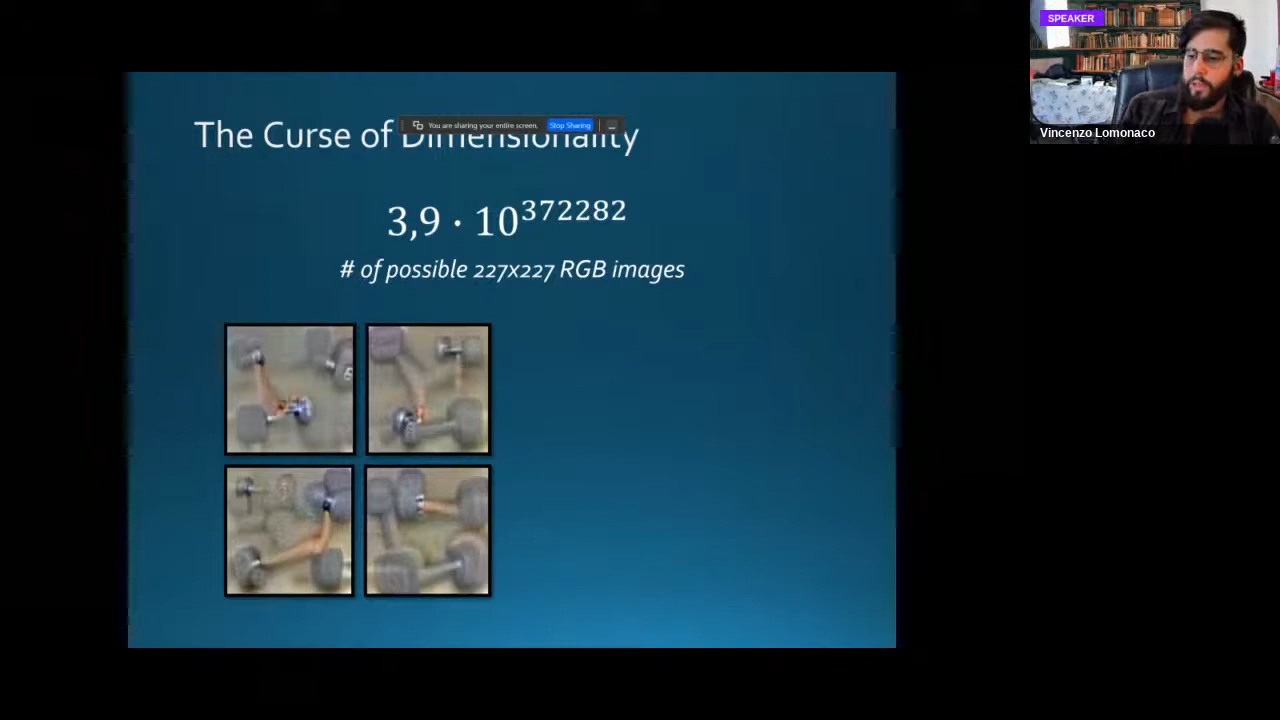 SPEAKER
Vincenzo Lomonaco
You are sharing your entire screen. Stop Sharing
The Curse of Dimensionality
3,9 · 10^372282
# of possible 227x227 RGB images